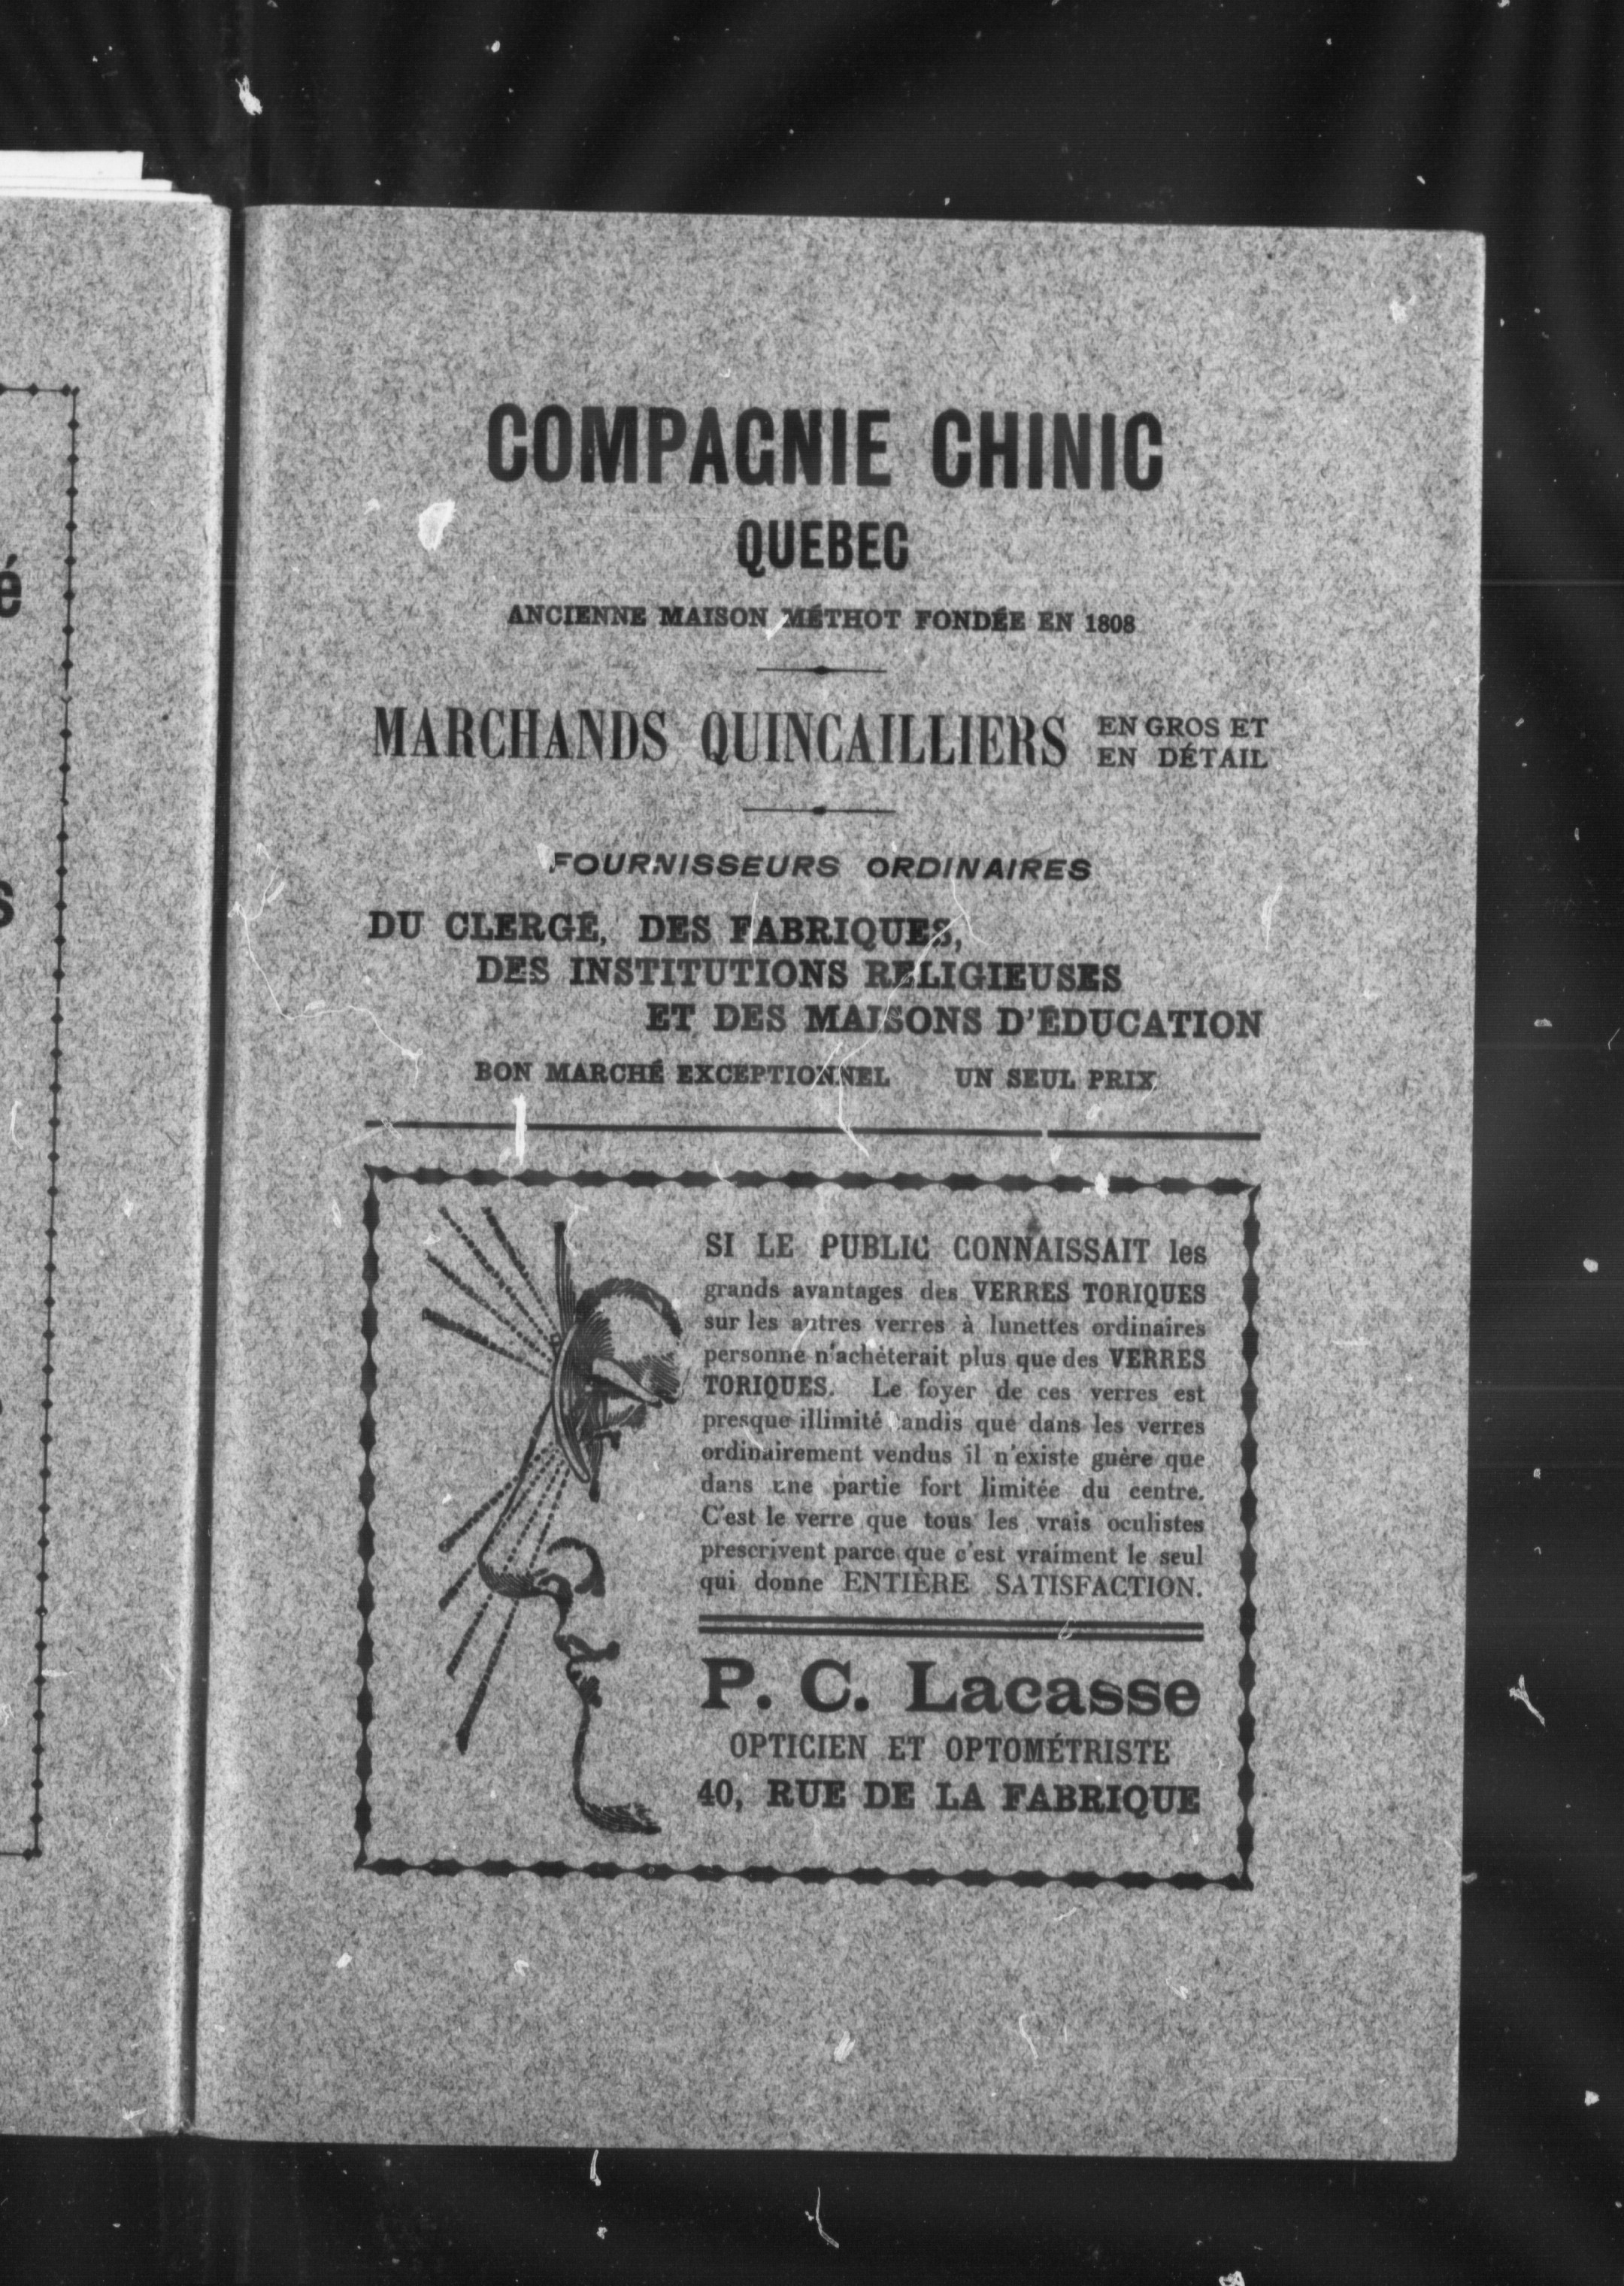 COMPAGNIE CHINIC
QUEBEC
ANCIENNE MAISON MÉTHOT FONDÉE EN 1808
MARCHANDS QUINCAILLIERS EN GROS ET
EN DÉTAIL
FOURNISSEURS ORDINAIRES
DU CLERGÉ, DES FABRIQUES,
DES INSTITUTIONS RELIGIEUSES
ET DES MAISONS D'ÉDUCATION
BON MARCHÉ EXCEPTIONNEL UN SEUL PRIX
SI LE PUBLIC CONNAISSAIT les
grands avantages des VERRES TORIQUES
sur les autres verres à lunettes ordinaires
personne n'achèterait plus que des VERRES
TORIQUES. Le foyer de ces verres est
presque illimité tandis que dans les verres
ordinairement vendus il n'existe guère que
dans une partie fort limitée du centre.
C'est le verre que tous les vrais oculistes
prescrivent parce que c'est vraiment le seul
qui donne ENTIÈRE SATISFACTION.
P. C. Lacasse
OPTICIEN ET OPTOMÉTRISTE
40, RUE DE LA FABRIQUE